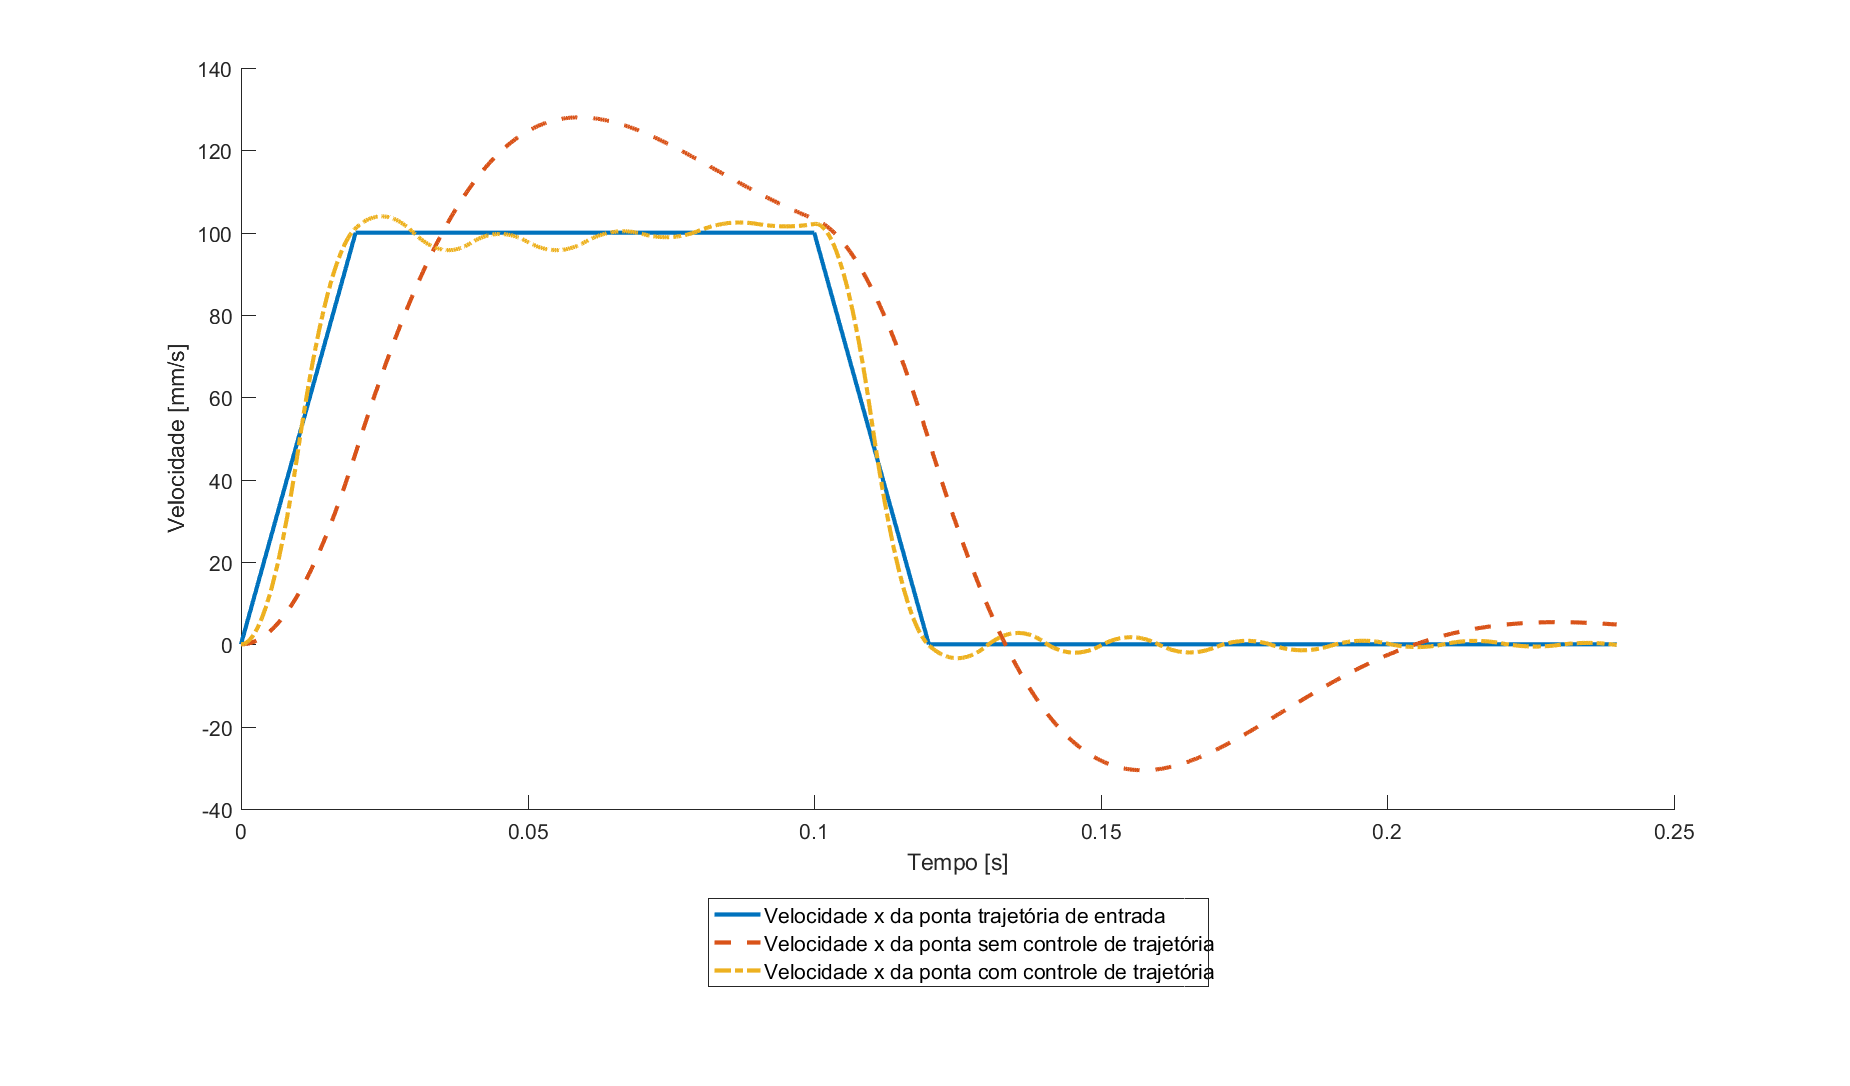 140
120
100
80
60
40
20
0
-20
-40
Velocidade [mm/s]
0 0.05 0.1 0.15 0.2 0.25
Tempo [s]
Velocidade x da ponta trajetória de entrada
Velocidade x da ponta sem controle de trajetória
Velocidade x da ponta com controle de trajetória